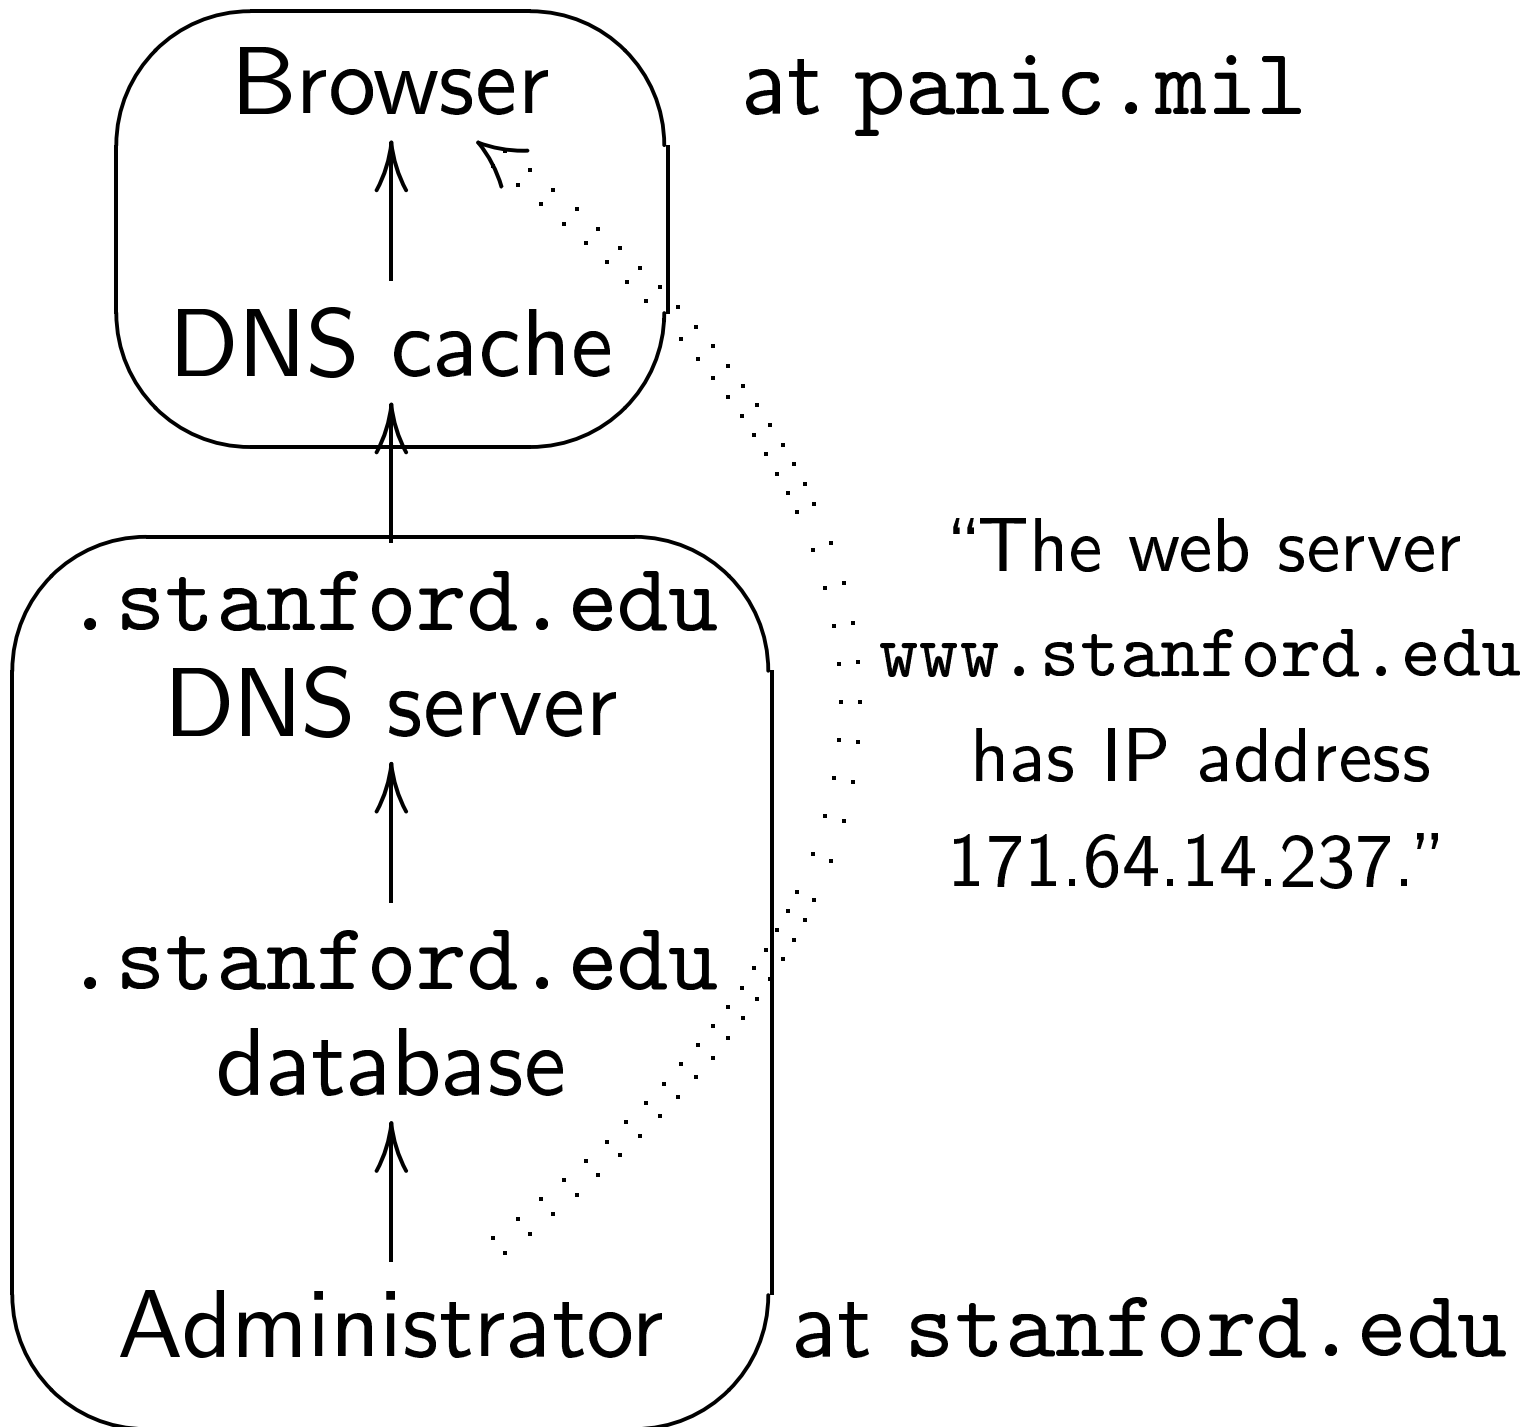 Browser
at panic.mil
DNS cache
.stanford.edu
DNS server
“The web server
www.stanford.edu
has IP address
171.64.14.237.”
.stanford.edu
database
Administrator
at stanford.edu